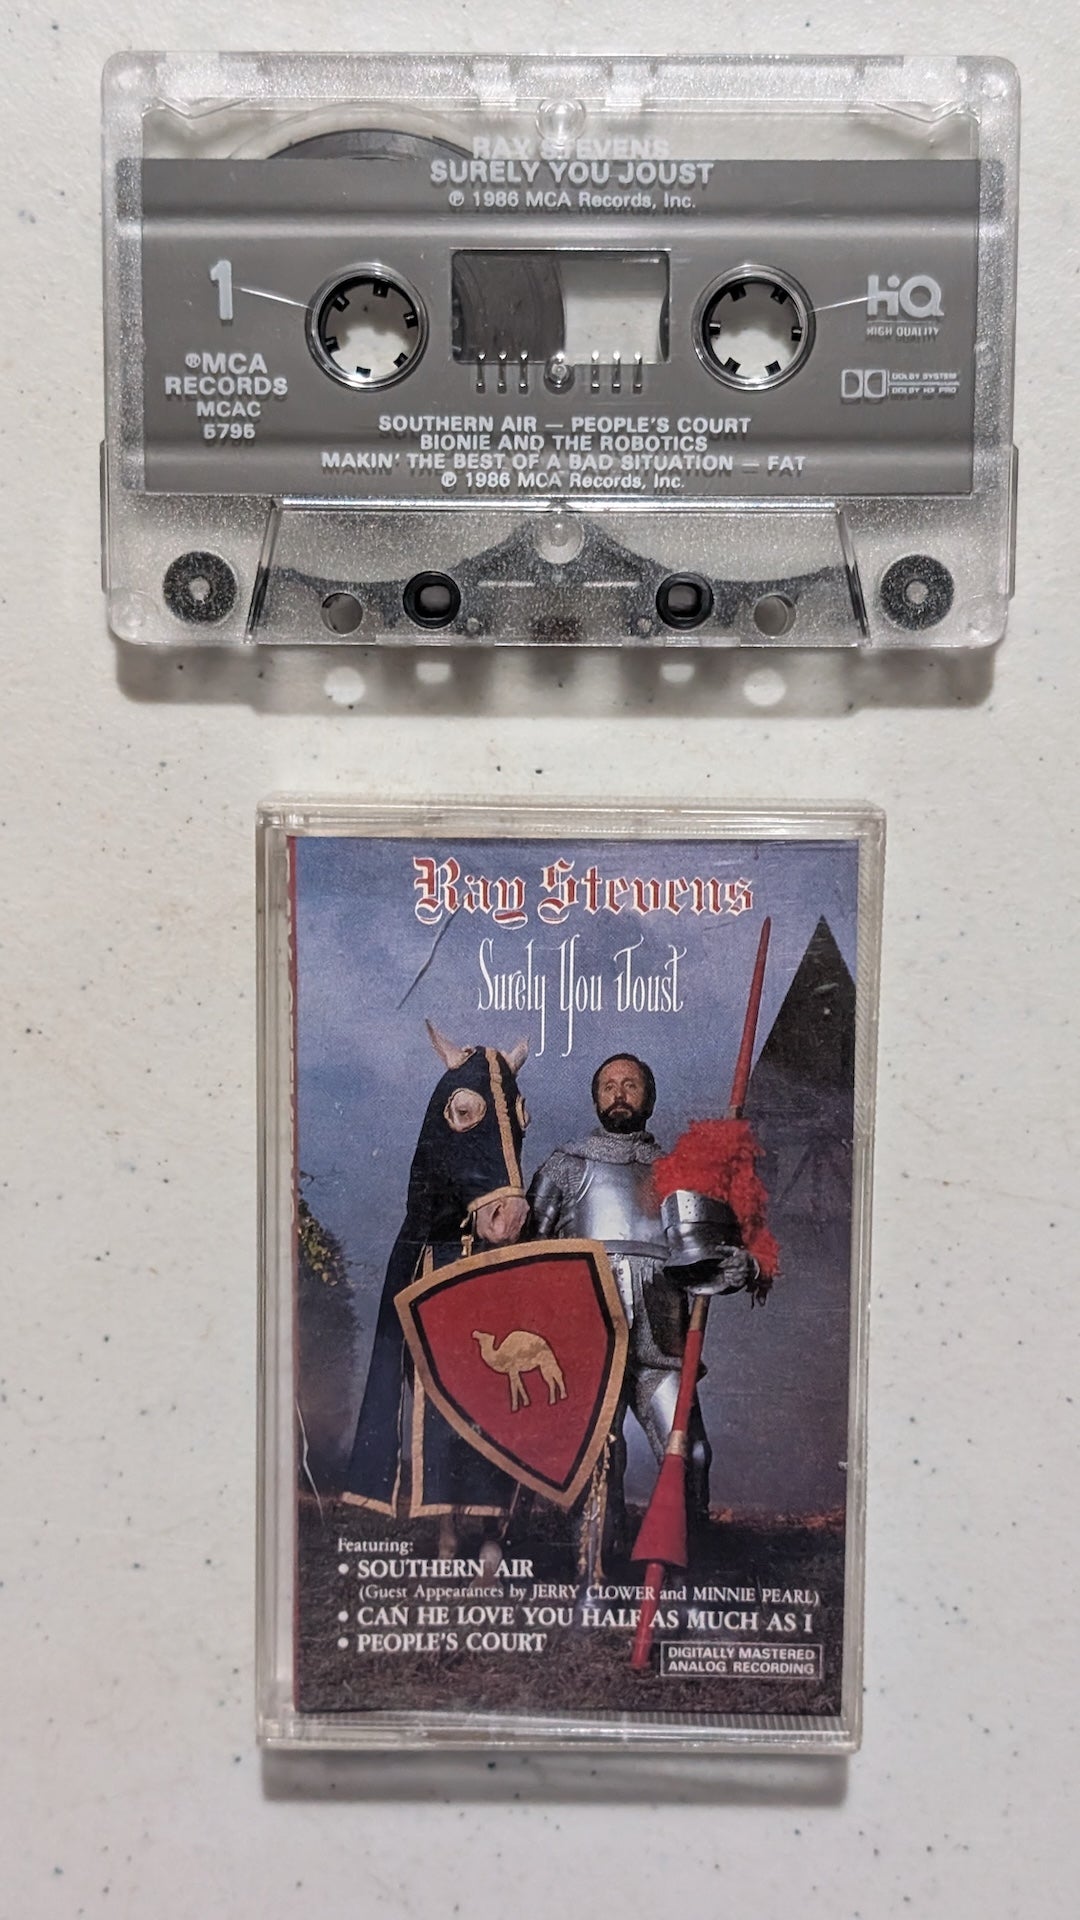 RAY STEVENS
SURELY YOU JOUST
℗ 1986 MCA Records, Inc.
1
HiQ
HIGH QUALITY
®MCA
RECORDS
MCAC
5795
DOLBY SYSTEM
DOLBY HX PRO
SOUTHERN AIR — PEOPLE'S COURT
BIONIE AND THE ROBOTICS
MAKIN' THE BEST OF A BAD SITUATION — FAT
℗ 1986 MCA Records, Inc.
Ray Stevens
Surely You Joust
Featuring:
• SOUTHERN AIR
(Guest Appearances by JERRY CLOWER and MINNIE PEARL)
• CAN HE LOVE YOU HALF AS MUCH AS I
• PEOPLE'S COURT
DIGITALLY MASTERED
ANALOG RECORDING